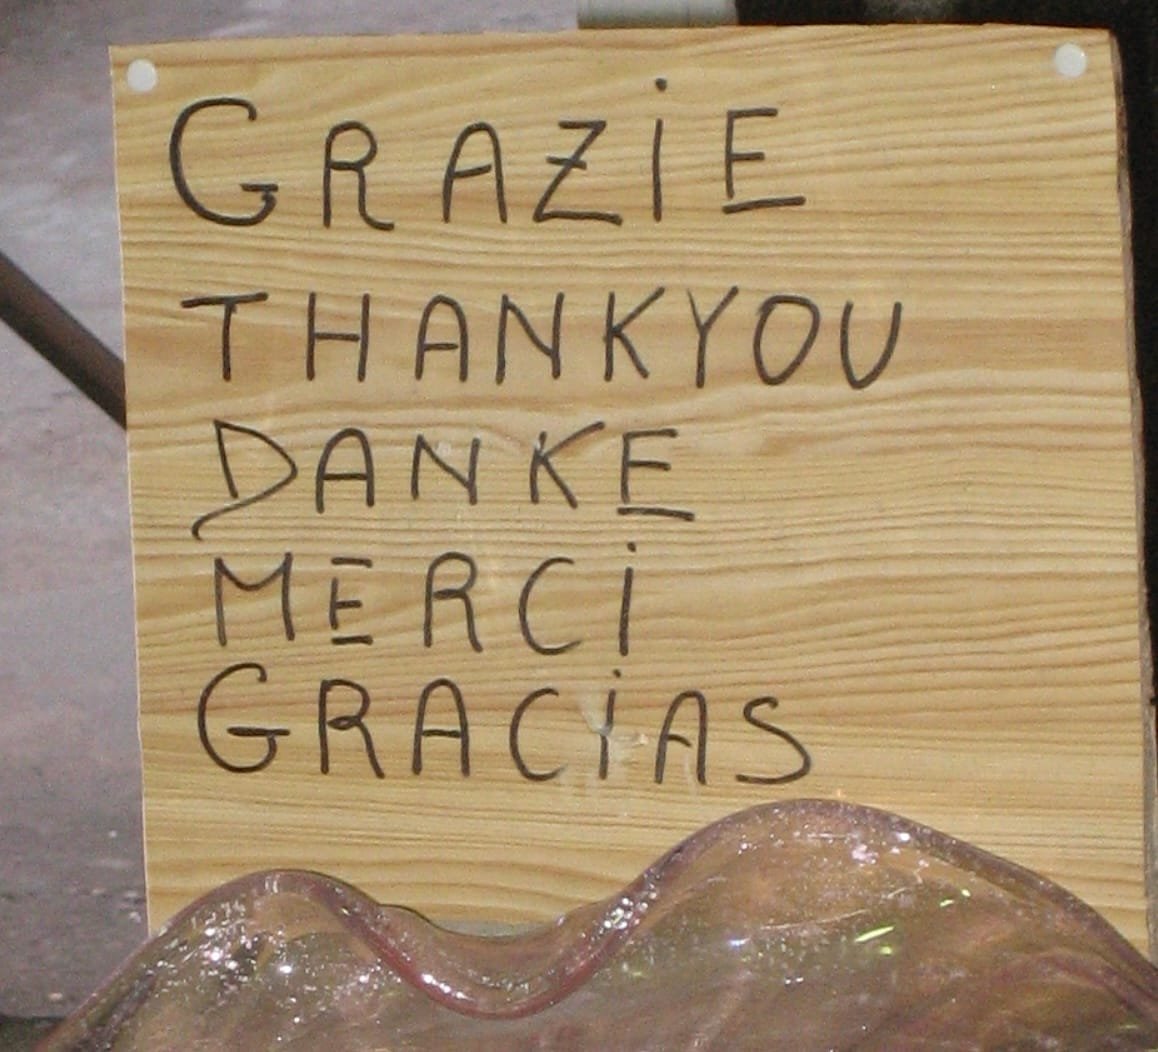 GRAZIE
THANKYOU
DANKE
MERCI
GRACIAS